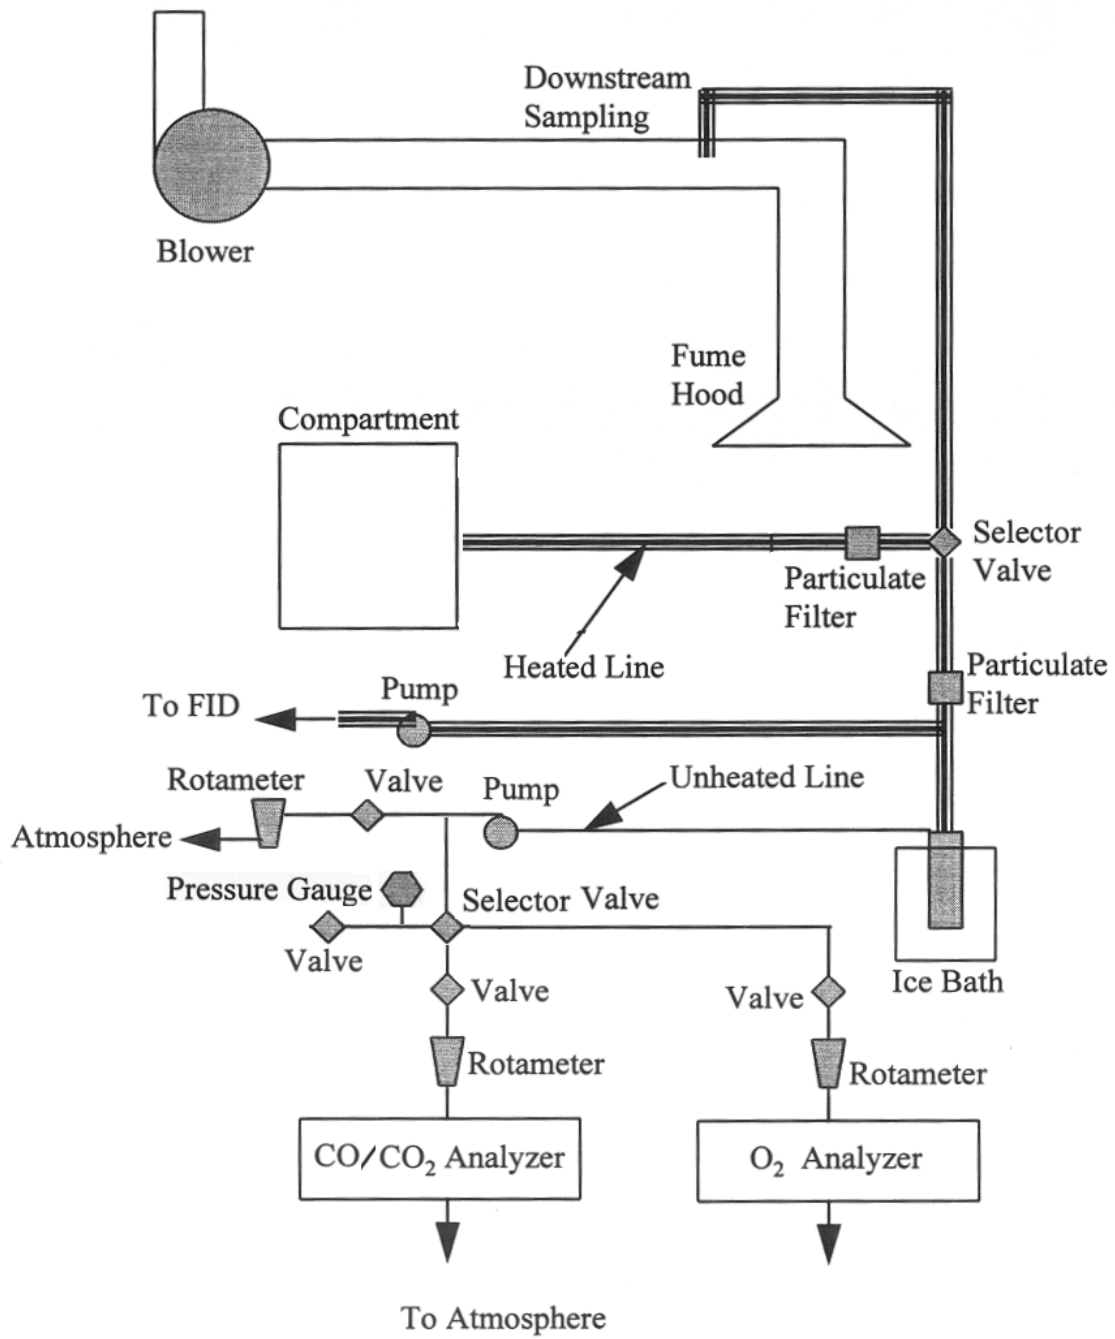 Downstream
Sampling
Blower
Fume
Hood
Compartment
Selector
Valve
Particulate
Filter
Heated Line
Particulate
Filter
Pump
To FID
Unheated Line
Rotameter
Valve
Pump
Atmosphere
Pressure Gauge
Selector Valve
Valve
Ice Bath
Valve
Valve
Rotameter
Rotameter
CO/CO₂ Analyzer
O₂ Analyzer
To Atmosphere